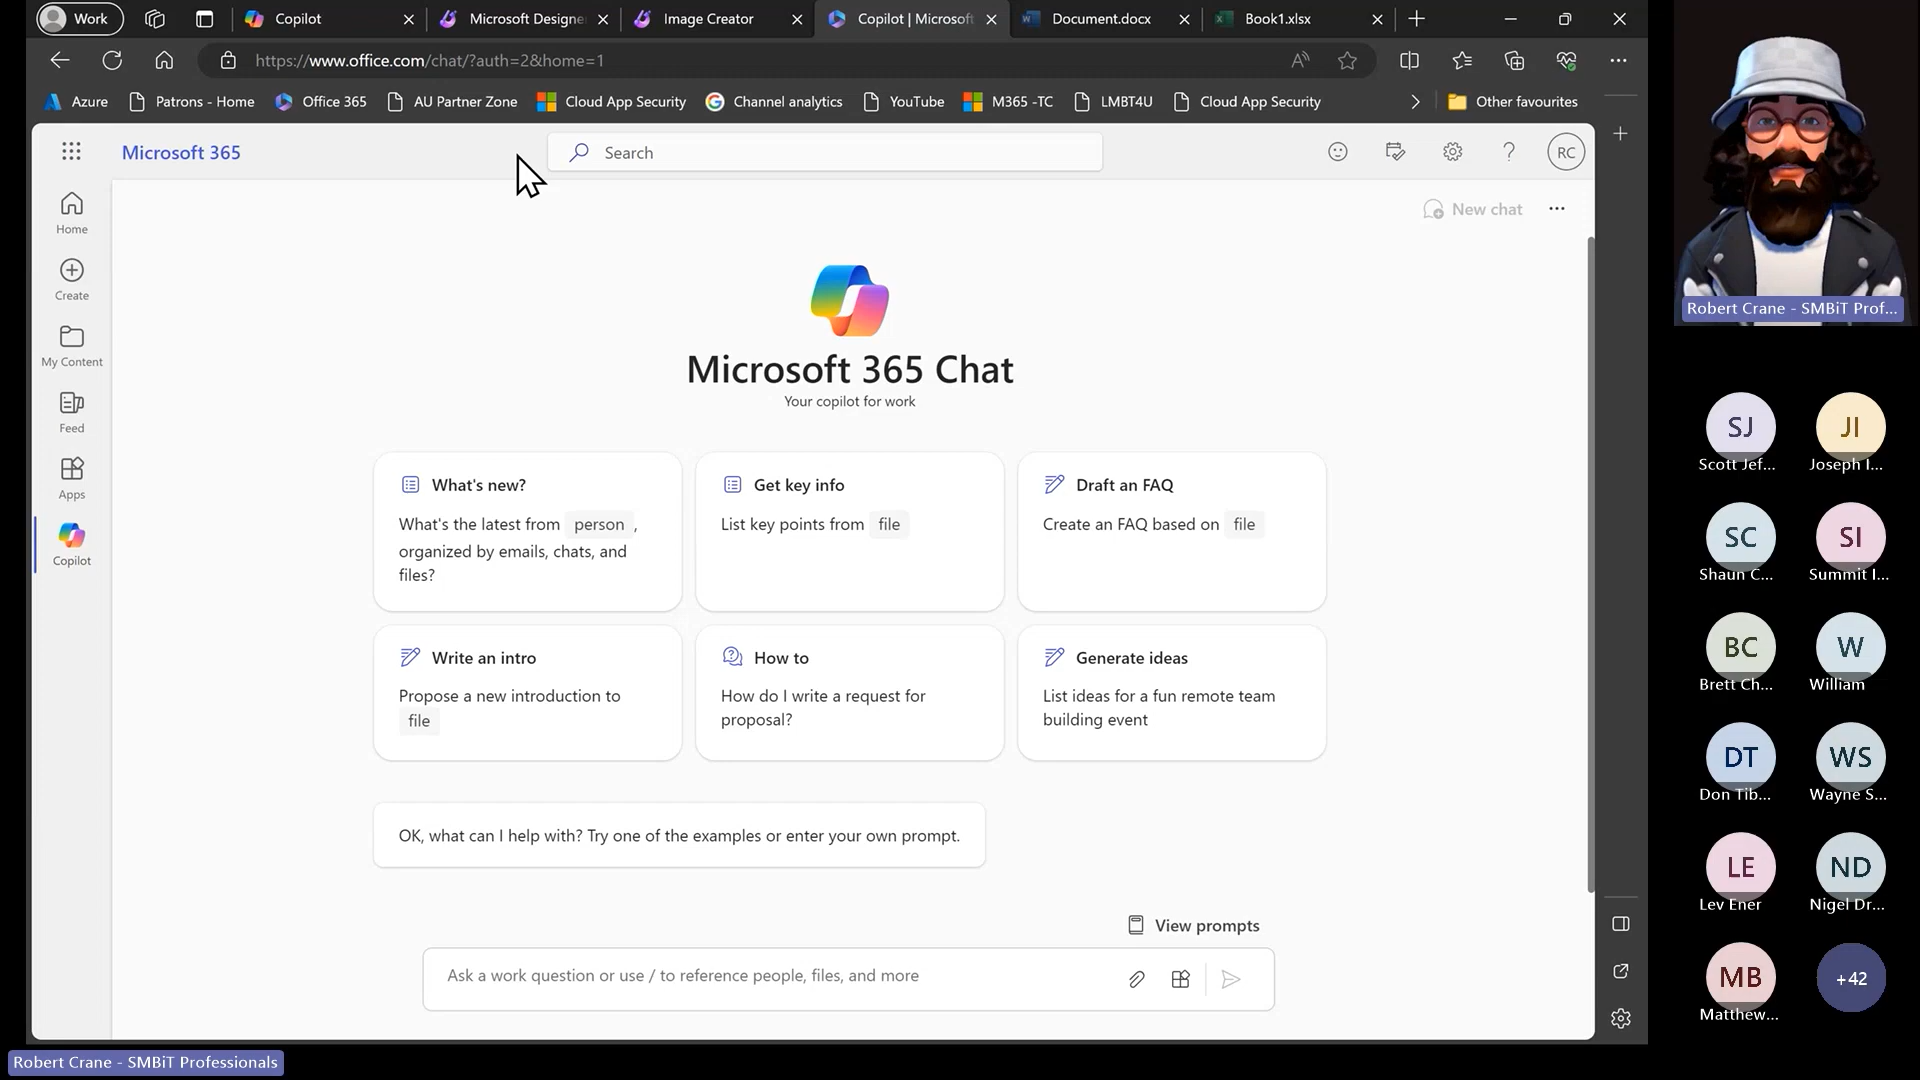 Work
Copilot
Microsoft Designe
Image Creator
Copilot | Microsoft
Document.docx
Book1.xlsx
https://www.office.com/chat/?auth=2&home=1
Azure
Patrons - Home
Office 365
AU Partner Zone
Cloud App Security
Channel analytics
YouTube
M365 -TC
LMBT4U
Cloud App Security
Other favourites
Microsoft 365
Search
RC
Home
Create
My Content
Feed
Apps
Copilot
New chat
Microsoft 365 Chat
Your copilot for work
What's new?
What's the latest from person ,
organized by emails, chats, and
files?
Get key info
List key points from file
Draft an FAQ
Create an FAQ based on file
Write an intro
Propose a new introduction to
file
How to
How do I write a request for
proposal?
Generate ideas
List ideas for a fun remote team
building event
OK, what can I help with? Try one of the examples or enter your own prompt.
View prompts
Ask a work question or use / to reference people, files, and more
Robert Crane - SMBiT Prof...
SJ
Scott Jef...
JI
Joseph I...
SC
Shaun C...
SI
Summit I...
BC
Brett Ch...
W
William
DT
Don Tib...
WS
Wayne S...
LE
Lev Ener
ND
Nigel Dr...
MB
Matthew...
+42
Robert Crane - SMBiT Professionals